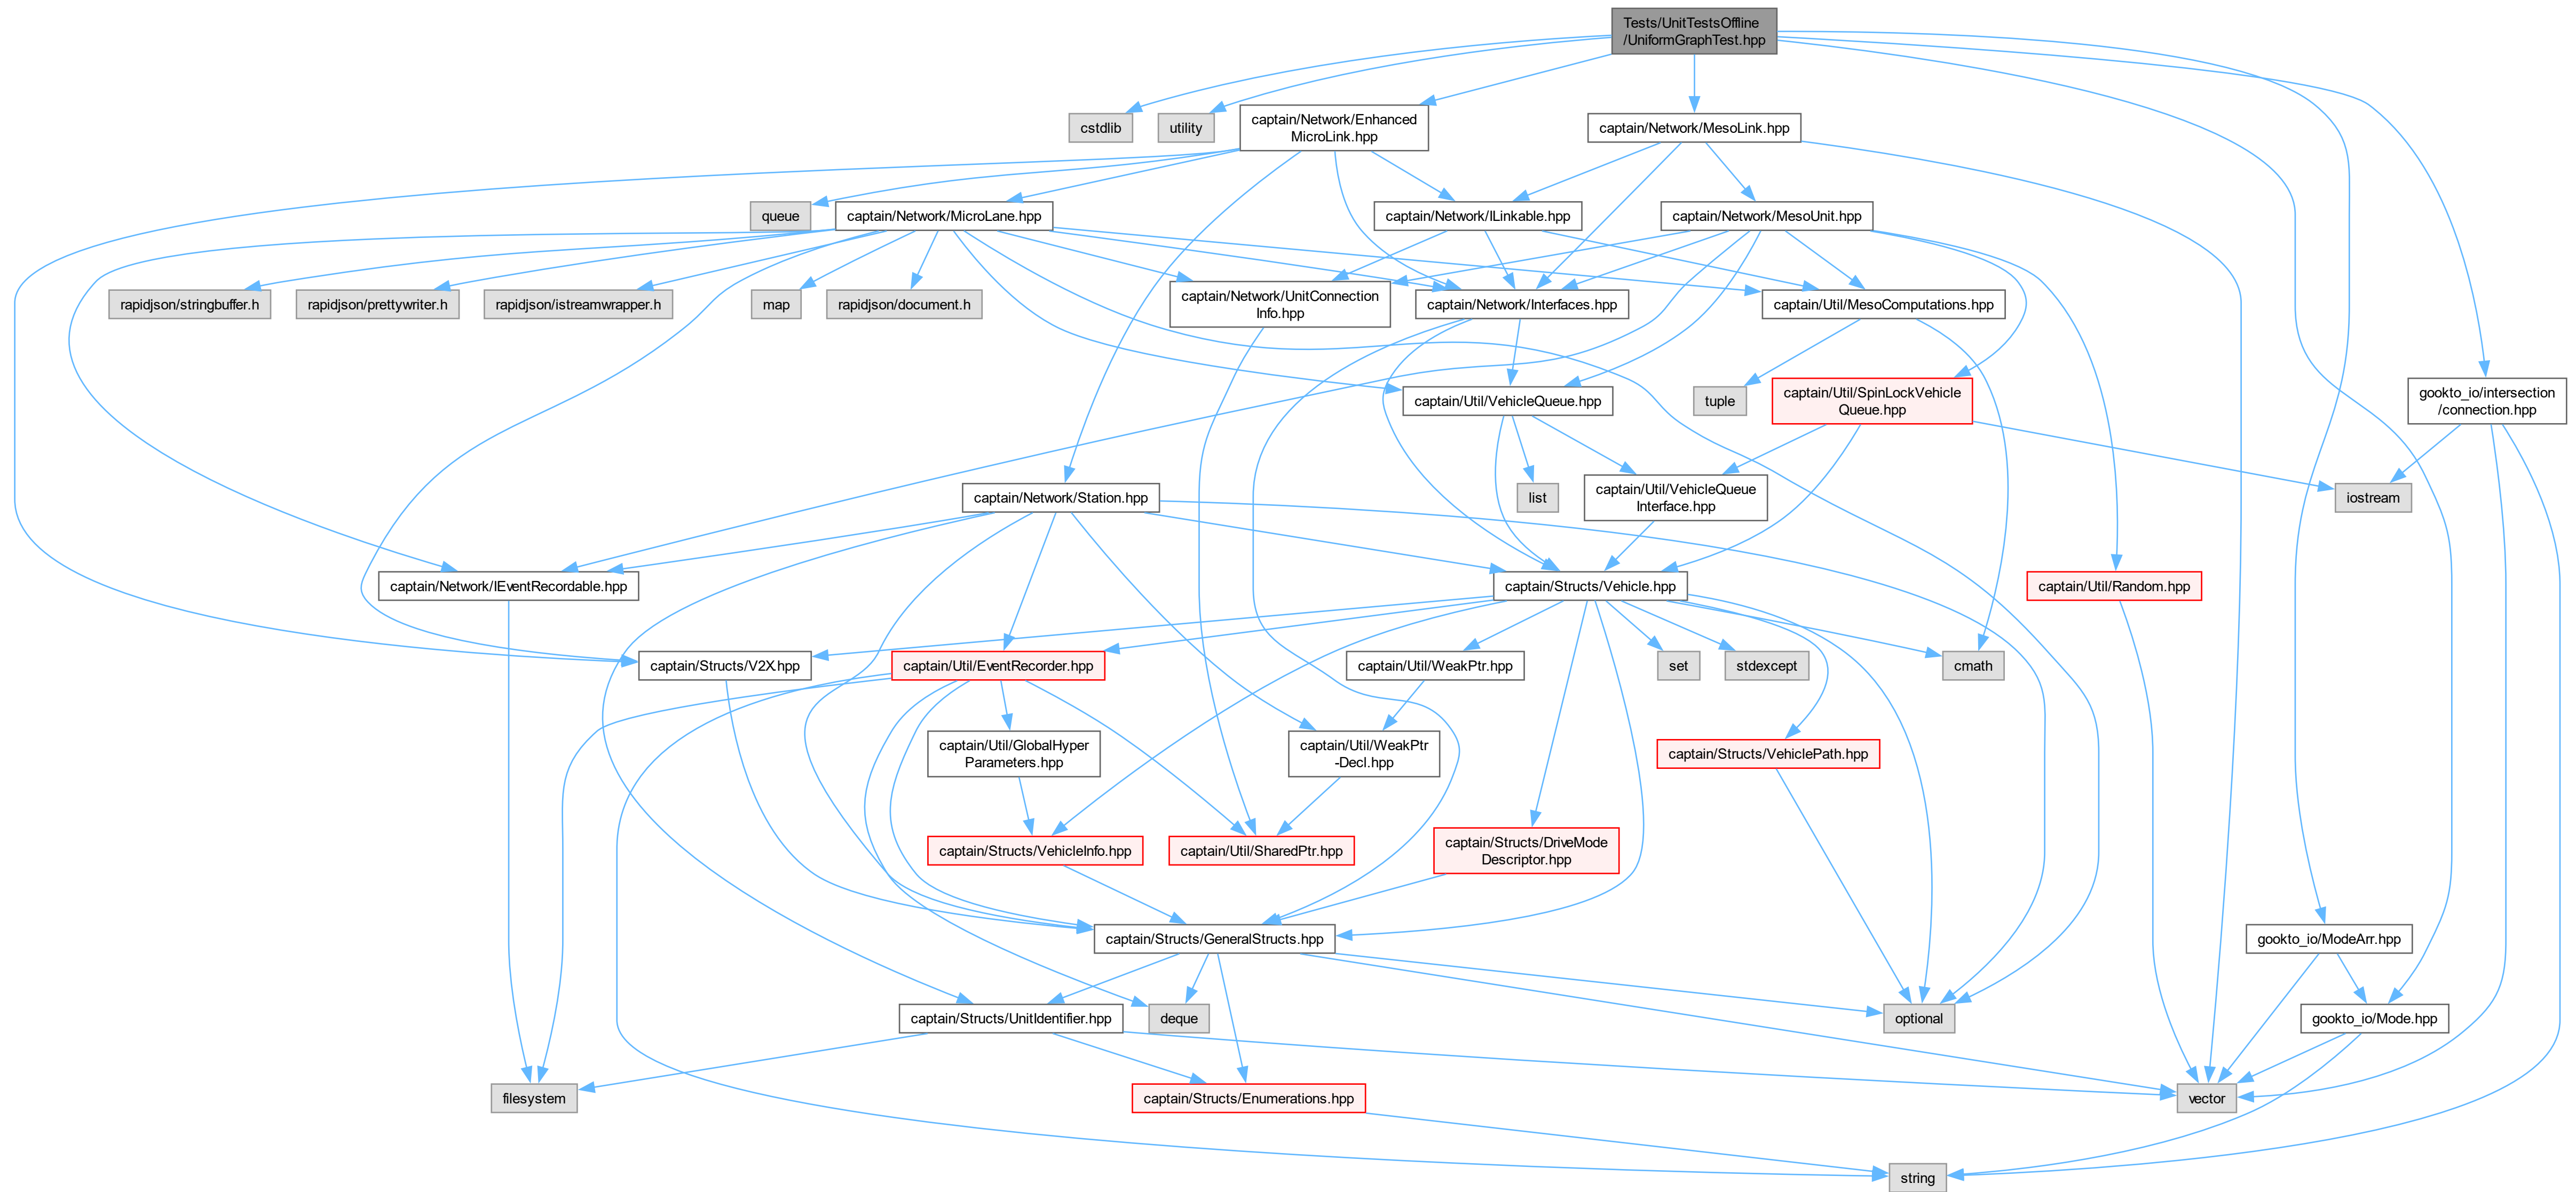 Tests/UnitTestsOffline
/UniformGraphTest.hpp
cstdlib
utility
captain/Network/Enhanced
MicroLink.hpp
captain/Network/MesoLink.hpp
queue
captain/Network/MicroLane.hpp
captain/Network/ILinkable.hpp
captain/Network/MesoUnit.hpp
rapidjson/stringbuffer.h
rapidjson/prettywriter.h
rapidjson/istreamwrapper.h
map
rapidjson/document.h
captain/Network/UnitConnection
Info.hpp
captain/Network/Interfaces.hpp
captain/Util/MesoComputations.hpp
captain/Util/VehicleQueue.hpp
tuple
captain/Util/SpinLockVehicle
Queue.hpp
gookto_io/intersection
/connection.hpp
captain/Network/Station.hpp
list
captain/Util/VehicleQueue
Interface.hpp
iostream
captain/Network/IEventRecordable.hpp
captain/Structs/Vehicle.hpp
captain/Util/Random.hpp
captain/Structs/V2X.hpp
captain/Util/EventRecorder.hpp
captain/Util/WeakPtr.hpp
set
stdexcept
cmath
captain/Util/GlobalHyper
Parameters.hpp
captain/Util/WeakPtr
-Decl.hpp
captain/Structs/VehiclePath.hpp
captain/Structs/VehicleInfo.hpp
captain/Util/SharedPtr.hpp
captain/Structs/DriveMode
Descriptor.hpp
captain/Structs/GeneralStructs.hpp
gookto_io/ModeArr.hpp
captain/Structs/UnitIdentifier.hpp
deque
optional
gookto_io/Mode.hpp
filesystem
captain/Structs/Enumerations.hpp
vector
string